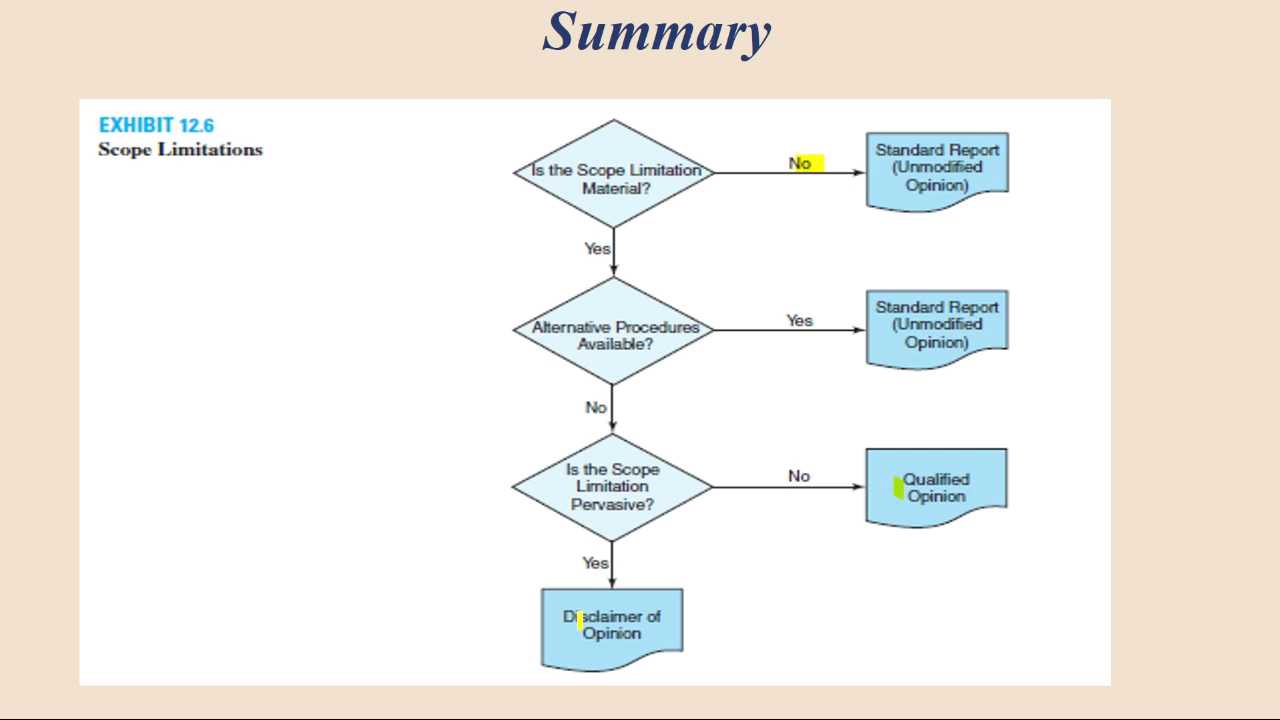 Summary
EXHIBIT 12.6
Scope Limitations
Is the Scope Limitation
Material?
No
Standard Report
(Unmodified
Opinion)
Yes
Alternative Procedures
Available?
Yes
Standard Report
(Unmodified
Opinion)
No
Is the Scope
Limitation
Pervasive?
No
Qualified
Opinion
Yes
Disclaimer of
Opinion